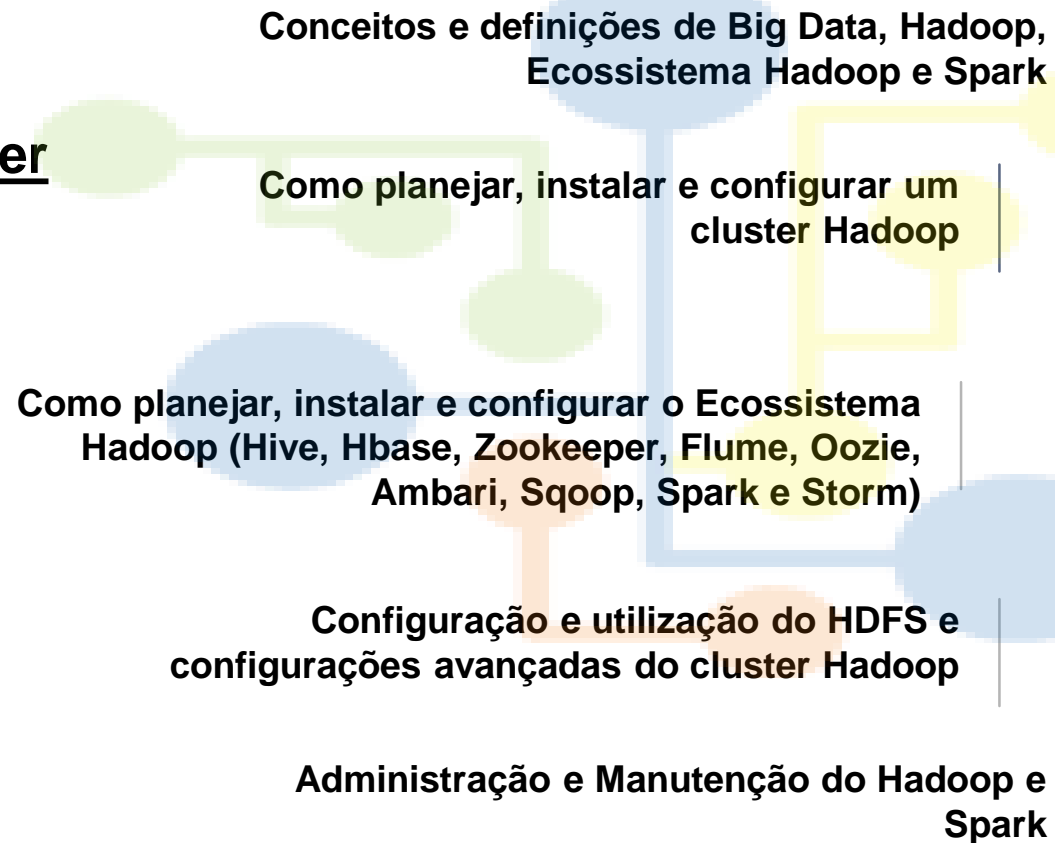 Conceitos e definições de Big Data, Hadoop,
Ecossistema Hadoop e Spark
er
Como planejar, instalar e configurar um
cluster Hadoop
Como planejar, instalar e configurar o Ecossistema
Hadoop (Hive, Hbase, Zookeeper, Flume, Oozie,
Ambari, Sqoop, Spark e Storm)
Configuração e utilização do HDFS e
configurações avançadas do cluster Hadoop
Administração e Manutenção do Hadoop e
Spark